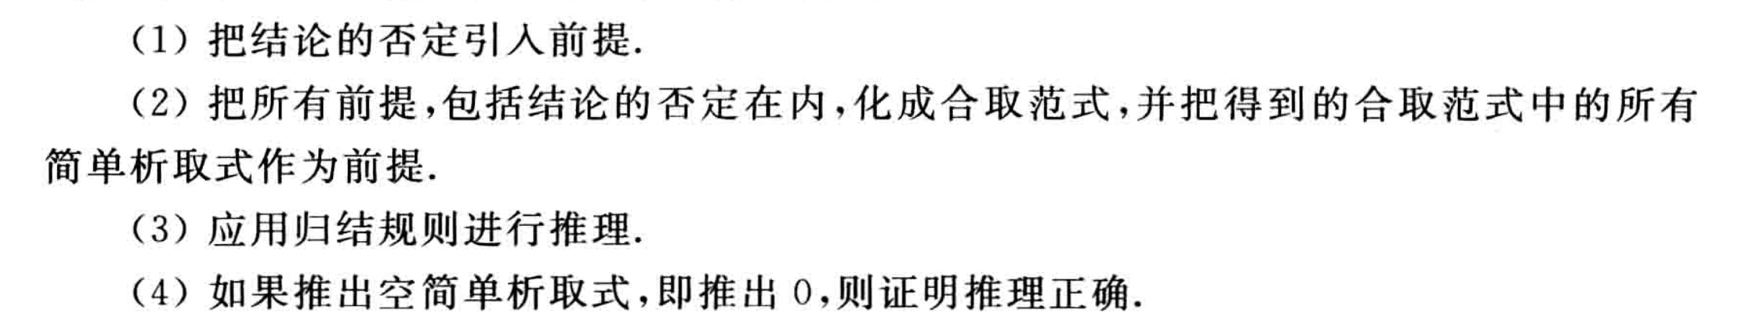 (1) 把结论的否定引入前提.
(2) 把所有前提,包括结论的否定在内,化成合取范式,并把得到的合取范式中的所有
简单析取式作为前提.
(3) 应用归结规则进行推理.
(4) 如果推出空简单析取式,即推出 0,则证明推理正确.